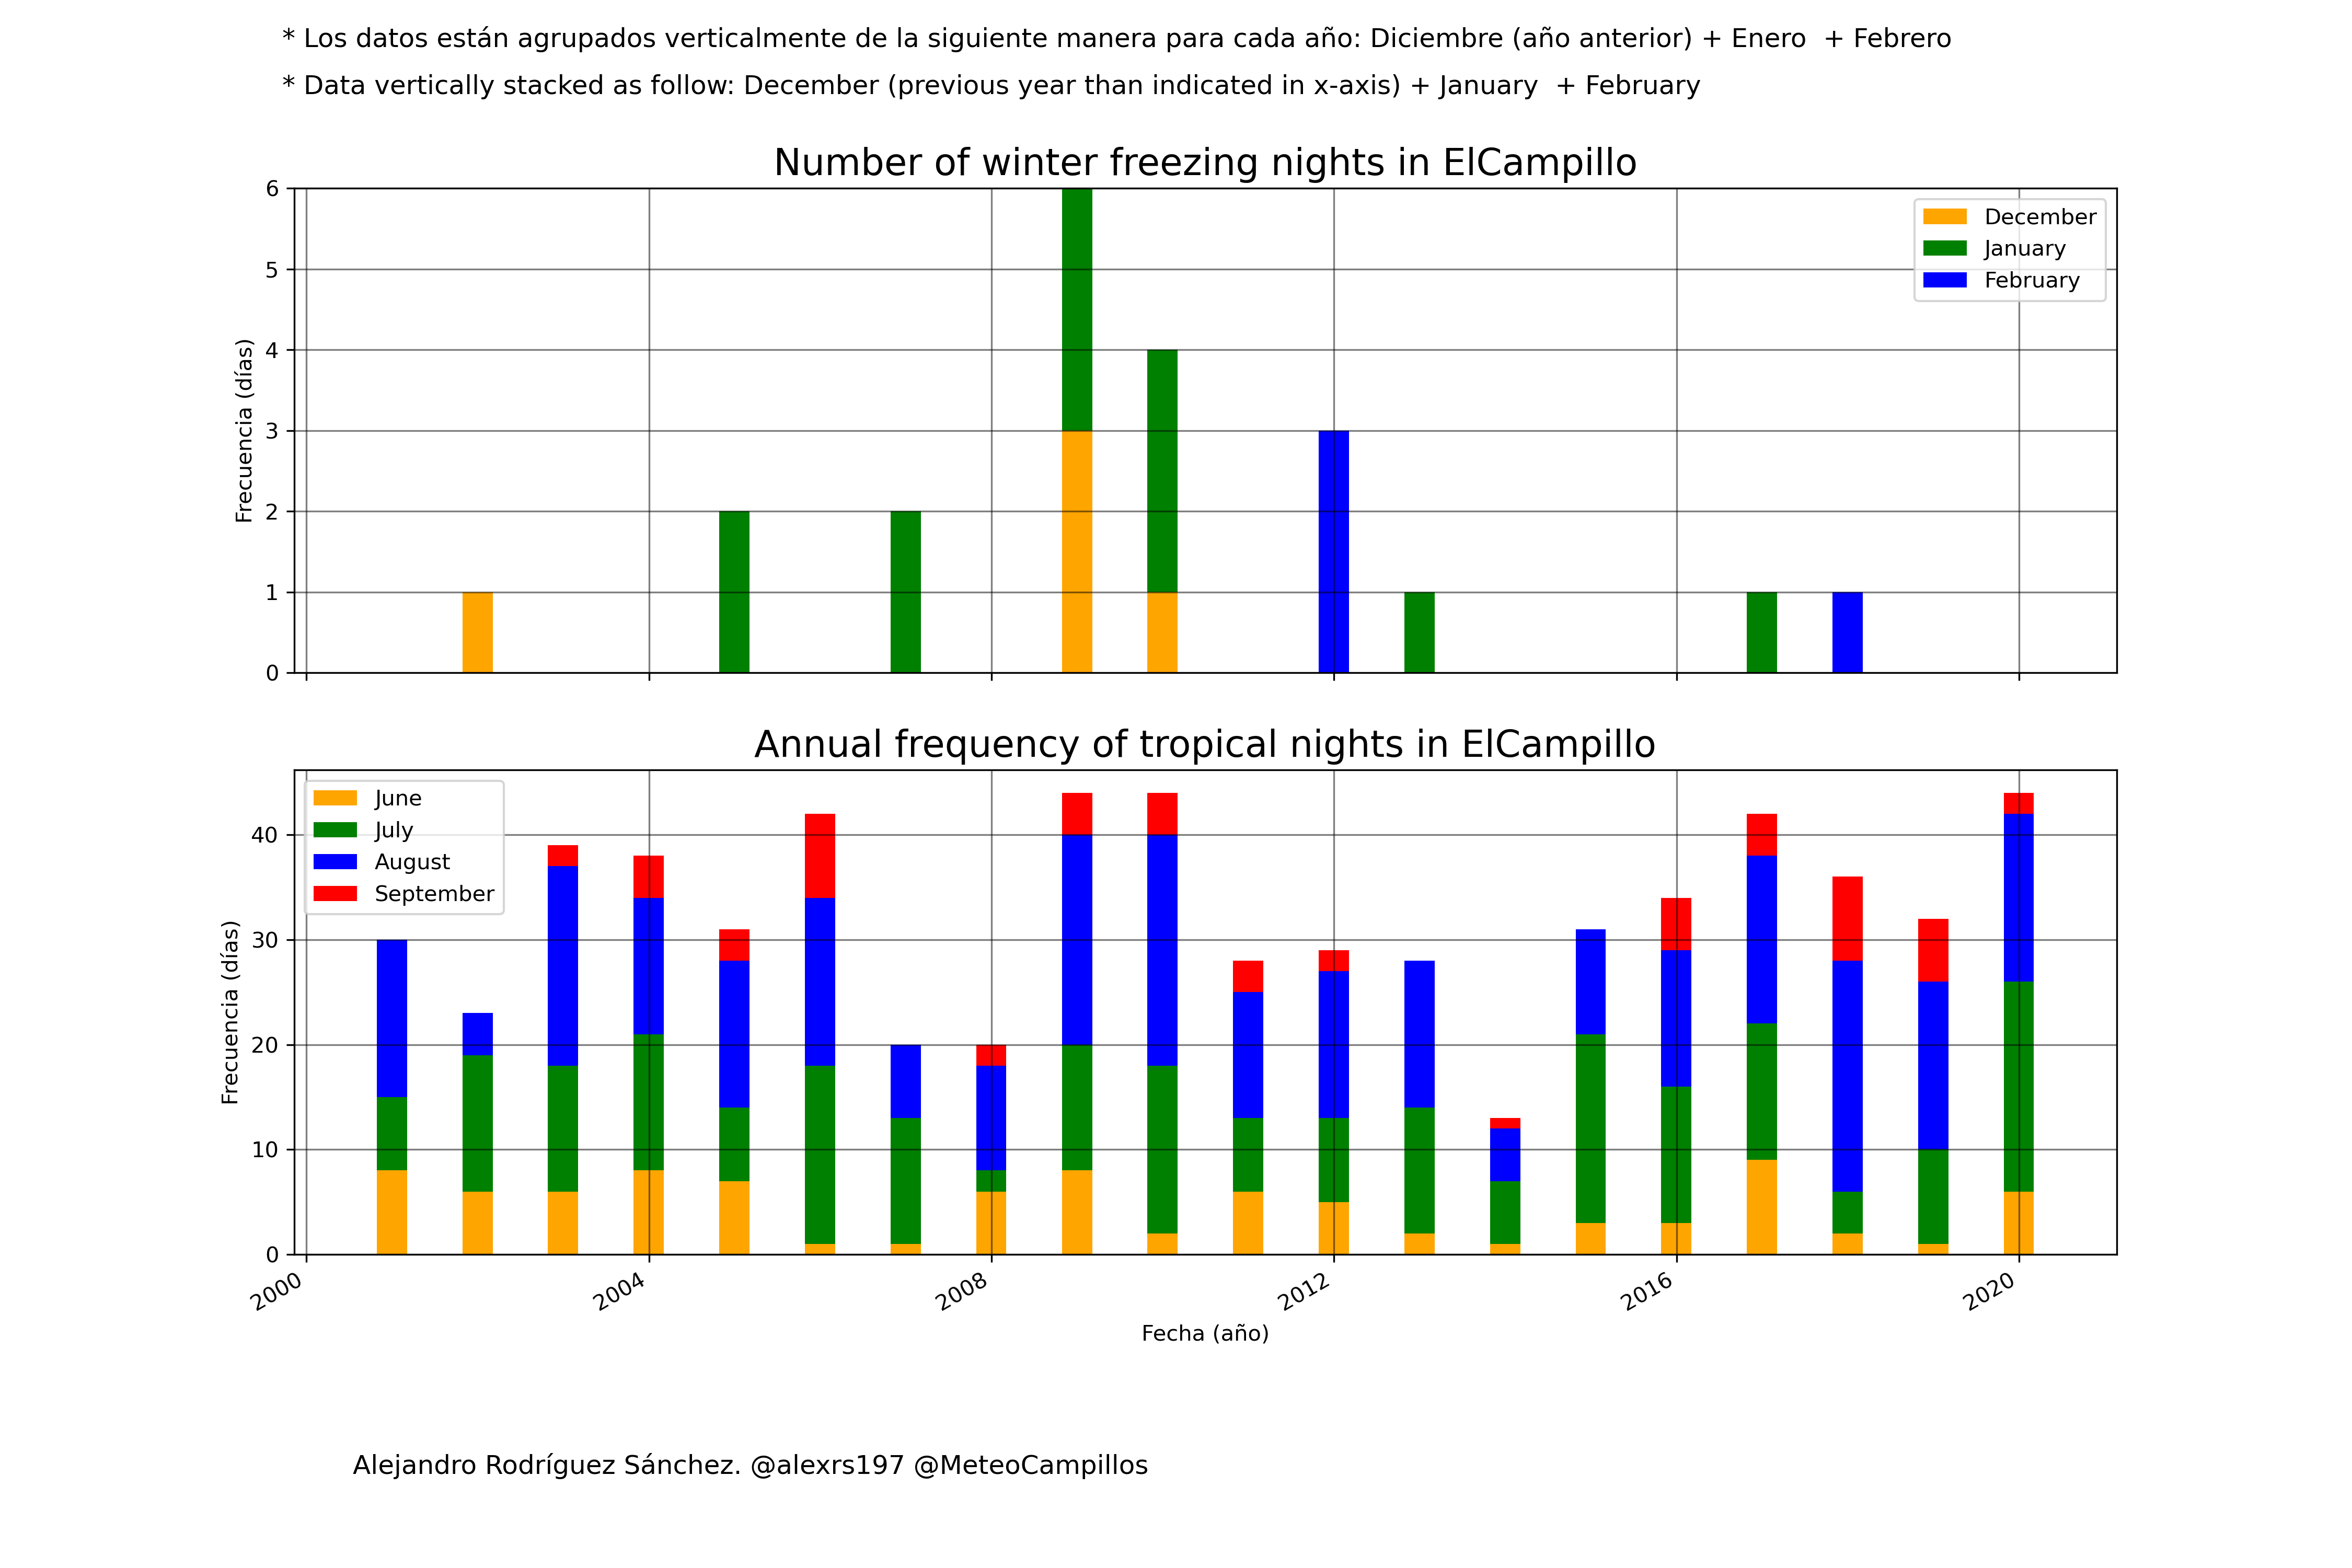 * Los datos están agrupados verticalmente de la siguiente manera para cada año: Diciembre (año anterior) + Enero  + Febrero
* Data vertically stacked as follow: December (previous year than indicated in x-axis) + January  + February
Number of winter freezing nights in ElCampillo
6
5
4
3
2
1
0
Frecuencia (días)
December
January
February
Annual frequency of tropical nights in ElCampillo
June
July
August
September
40
30
20
10
0
Frecuencia (días)
2000
2004
2008
2012
2016
2020
Fecha (año)
Alejandro Rodríguez Sánchez. @alexrs197 @MeteoCampillos